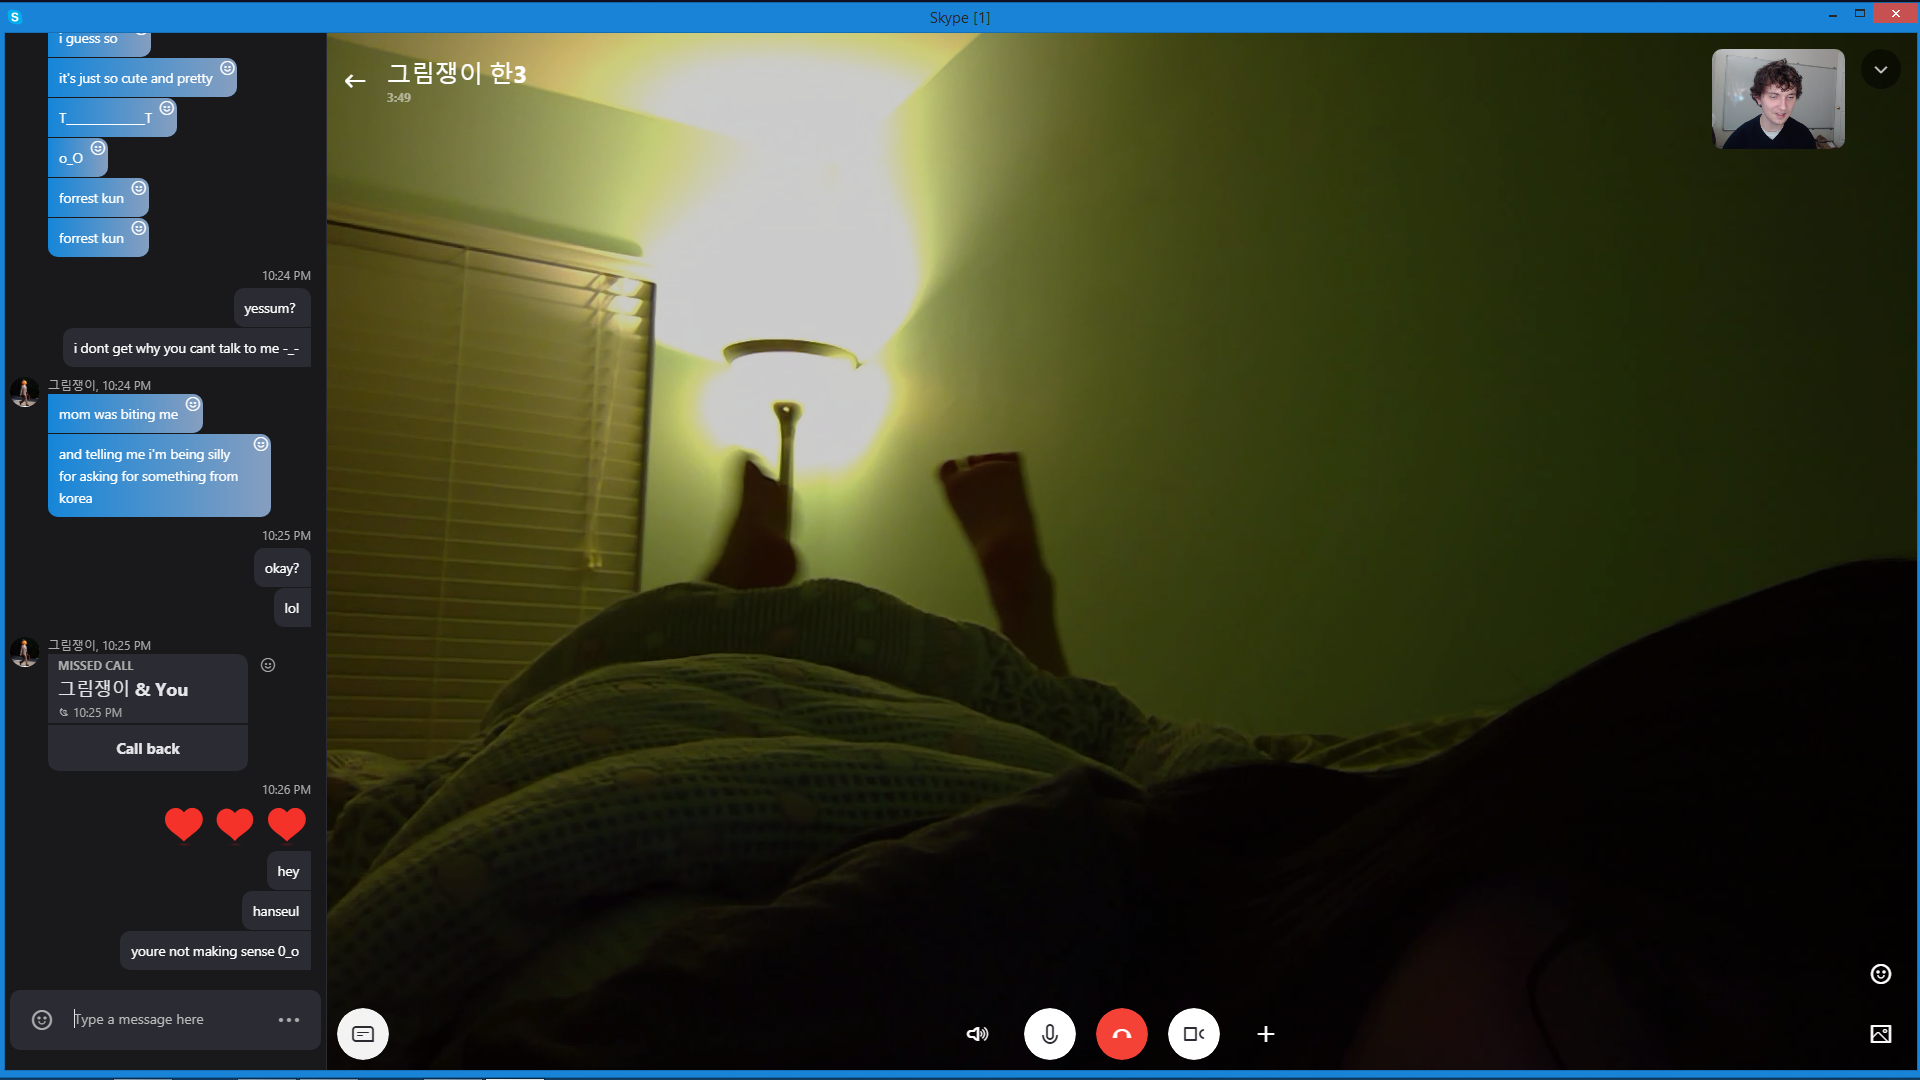 S
Skype [1]
i guess so
it's just so cute and pretty
T___________T
o_O
forrest kun
forrest kun
10:24 PM
yessum?
i dont get why you cant talk to me -_-
그림쟁이, 10:24 PM
mom was biting me
and telling me i'm being silly
for asking for something from
korea
10:25 PM
okay?
lol
그림쟁이, 10:25 PM
MISSED CALL
그림쟁이 & You
10:25 PM
Call back
10:26 PM
hey
hanseul
youre not making sense 0_o
Type a message here
그림쟁이 한3
3:49